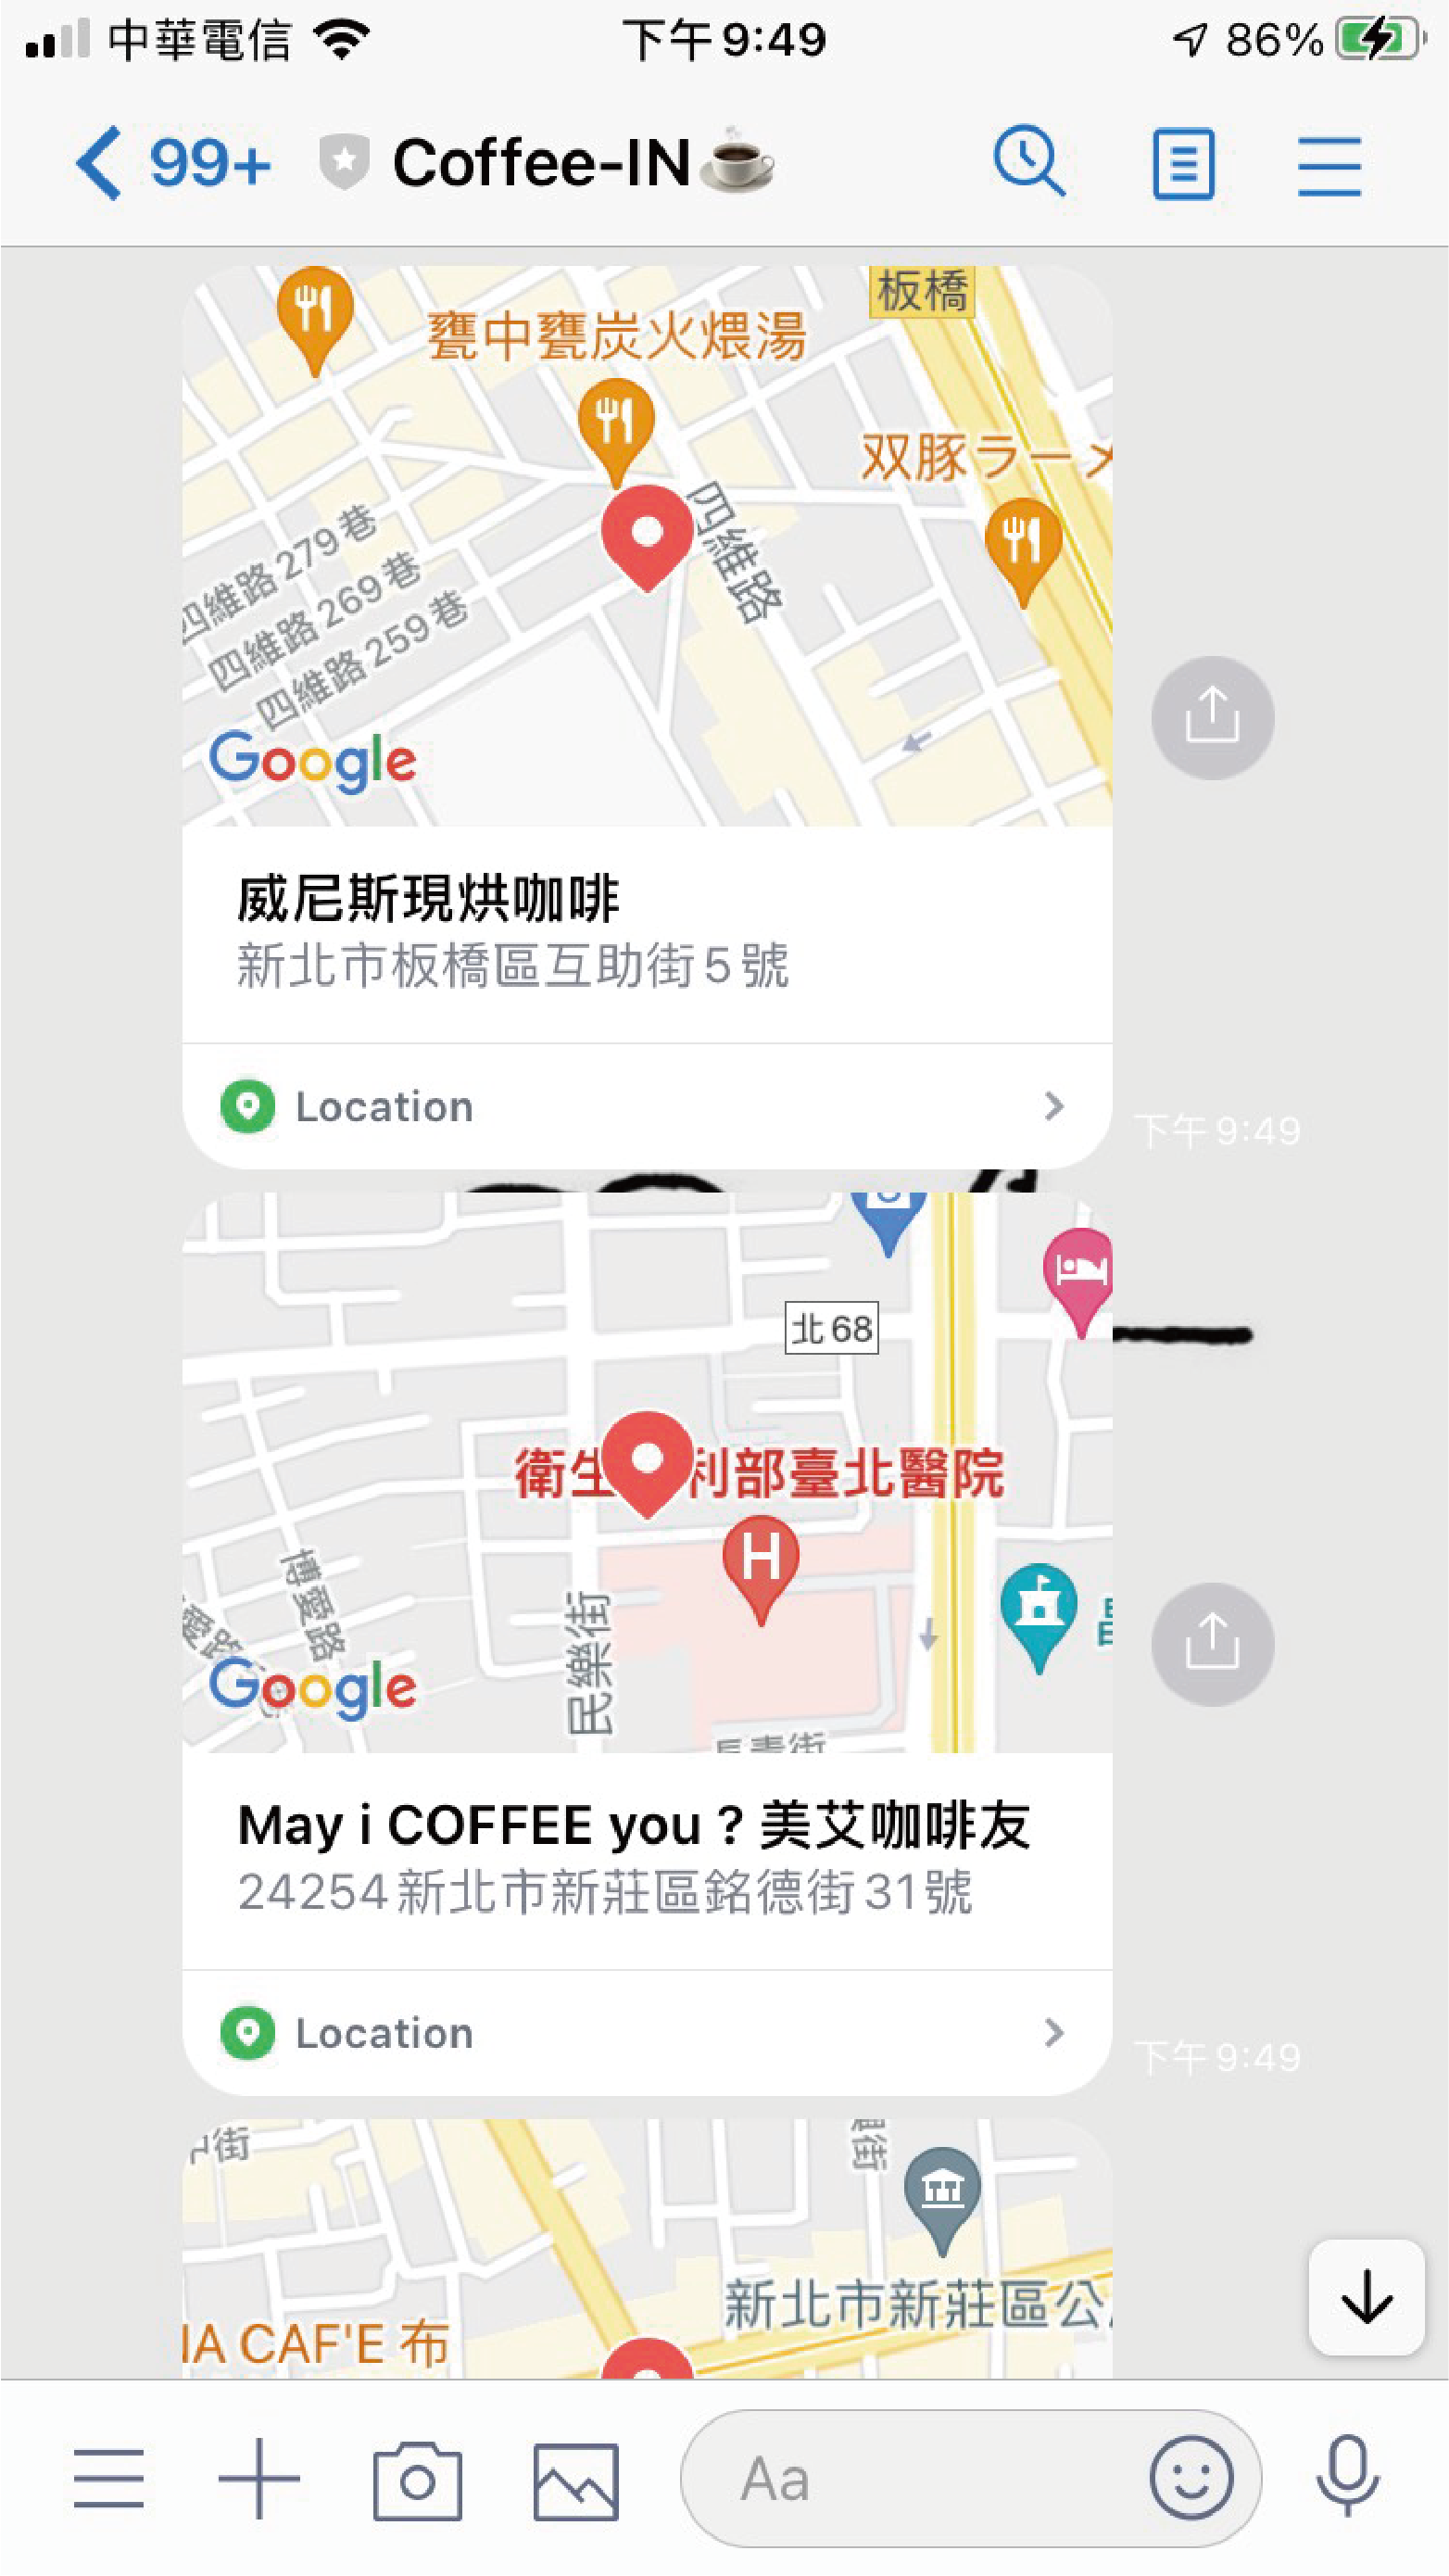 中華電信 下午9:49 86%
99+ Coffee-IN
板橋
甕中甕炭火煨湯
双豚ラーメ
四維路
四維路279巷
四維路269巷
四維路259巷
Google
威尼斯現烘咖啡
新北市板橋區互助街5號
Location
下午9:49
北68
衛生 利部臺北醫院
H
博愛路
愛路
民樂街
長青街
Google
May i COFFEE you ? 美艾咖啡友
24254新北市新莊區銘德街31號
Location
下午9:49
中街
新北市新莊區公
IA CAF'E 布
Aa